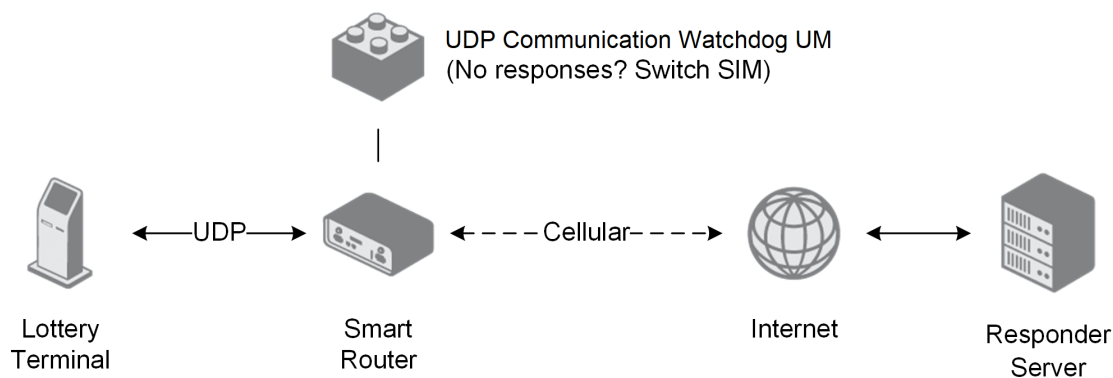 UDP Communication Watchdog UM
(No responses? Switch SIM)
UDP
Cellular
Lottery
Terminal
Smart
Router
Internet
Responder
Server